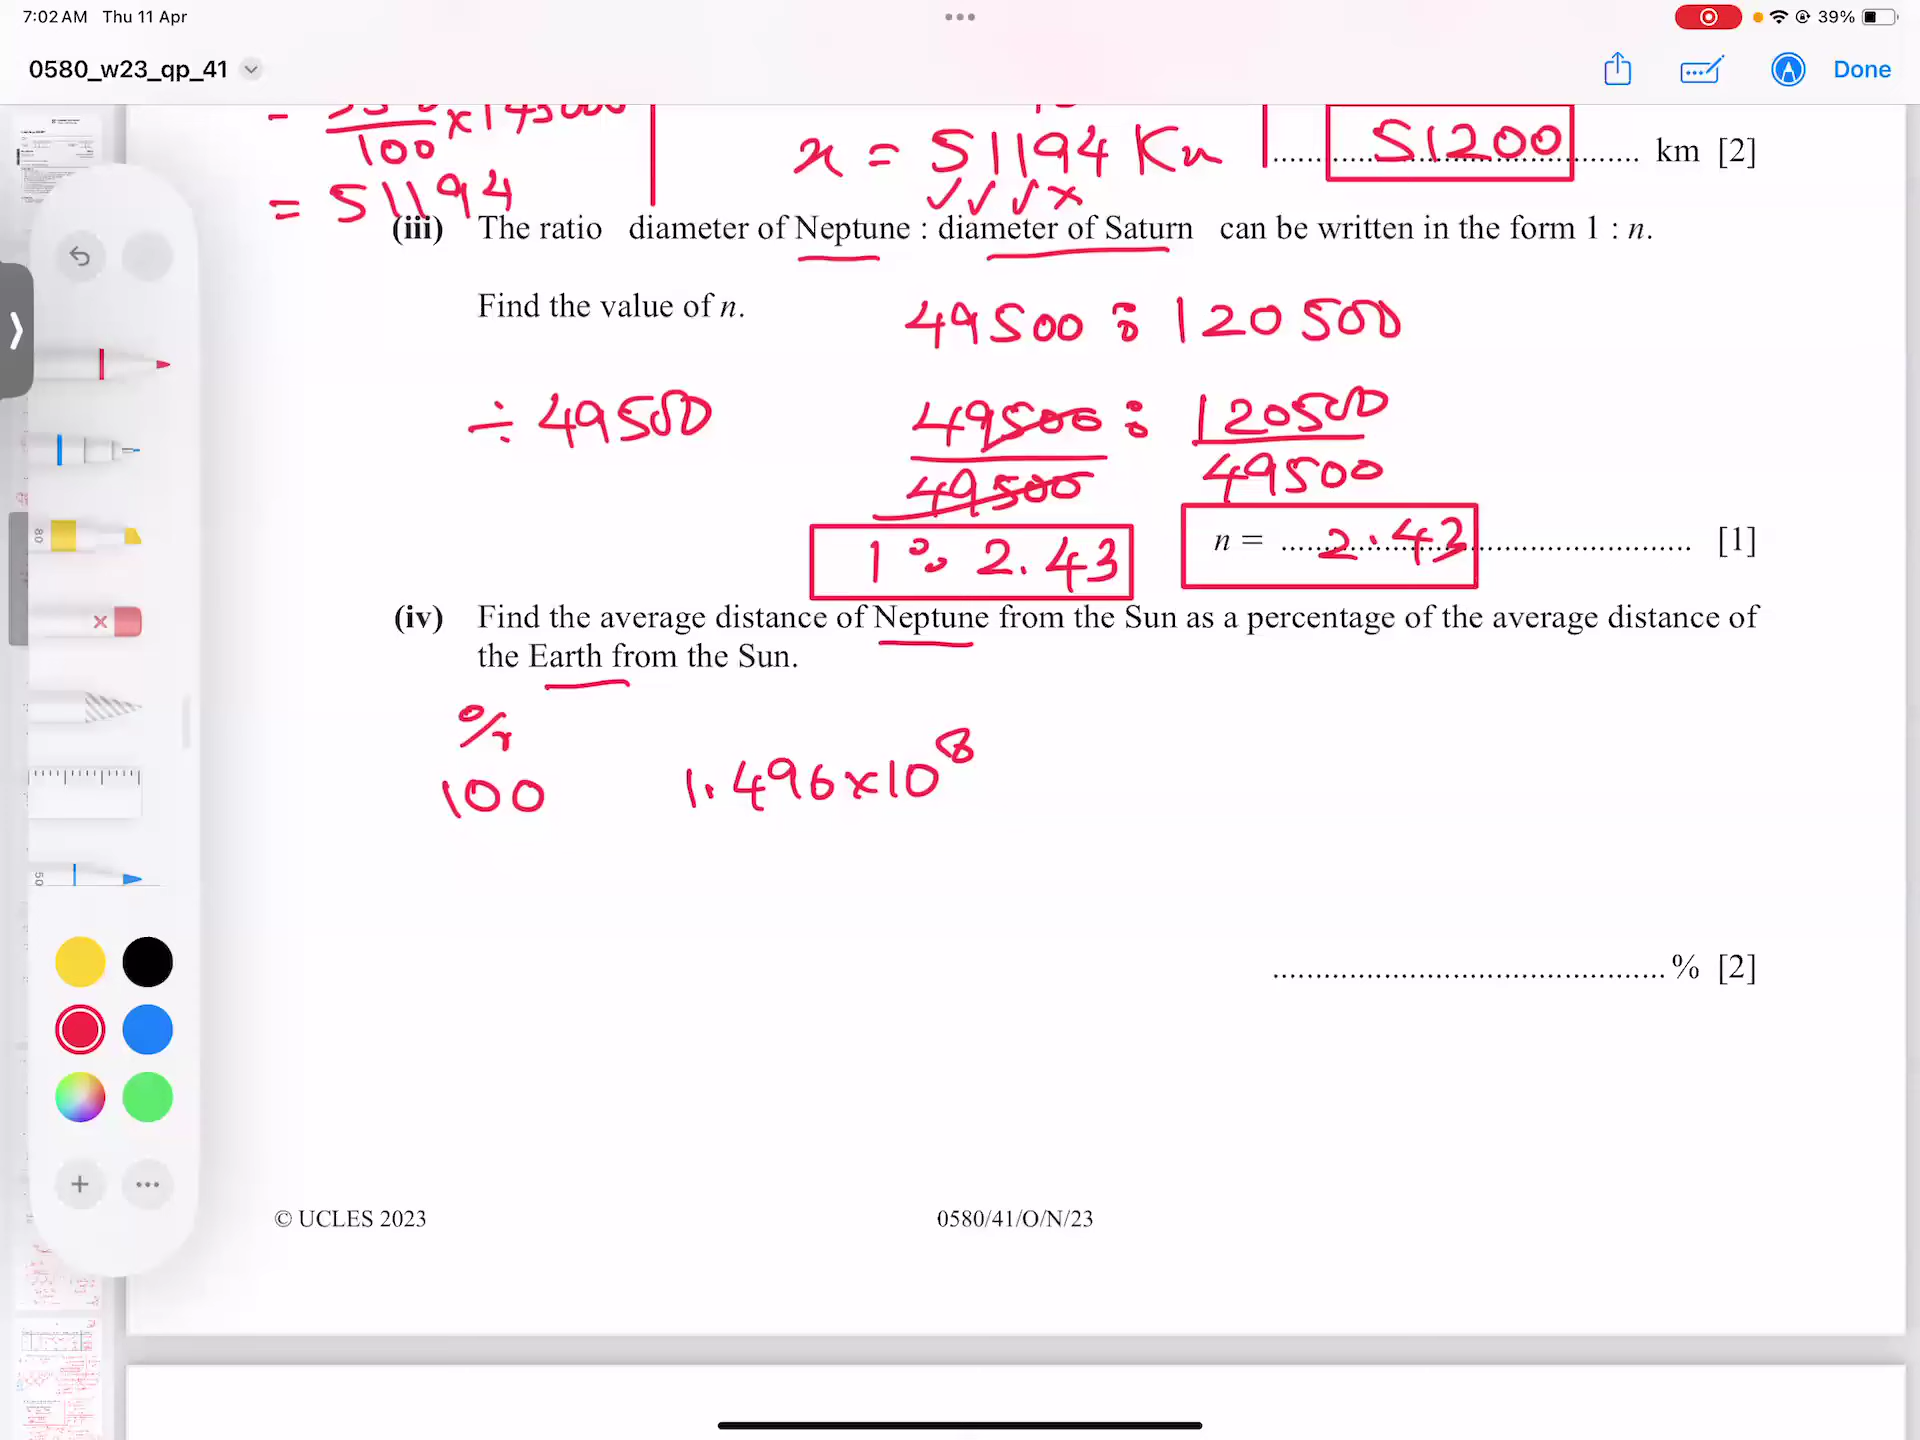 7:02 AM Thu 11 Apr
39%
0580_w23_qp_41
Done
100
= 51194
x = 51194 Km
51200
km [2]
(iii) The ratio diameter of Neptune : diameter of Saturn can be written in the form 1 : n.
Find the value of n.
49500 : 120500
÷ 49500
49500 : 120500
49500 49500
1 : 2.43
n = 2.43 [1]
(iv) Find the average distance of Neptune from the Sun as a percentage of the average distance of
the Earth from the Sun.
%
100 1.496×10⁸
% [2]
© UCLES 2023
0580/41/O/N/23
80
50